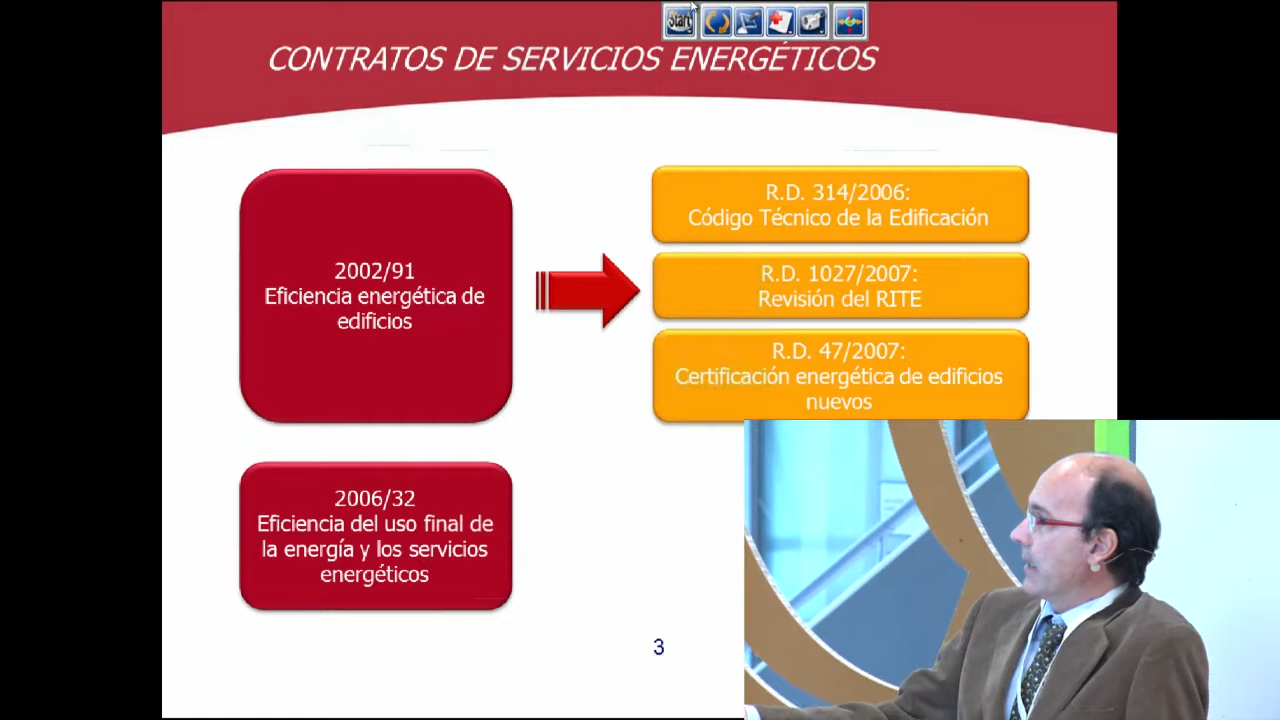 Start
CONTRATOS DE SERVICIOS ENERGÉTICOS
2002/91
Eficiencia energética de
edificios
R.D. 314/2006:
Código Técnico de la Edificación
R.D. 1027/2007:
Revisión del RITE
R.D. 47/2007:
Certificación energética de edificios
nuevos
2006/32
Eficiencia del uso final de
la energía y los servicios
energéticos
3